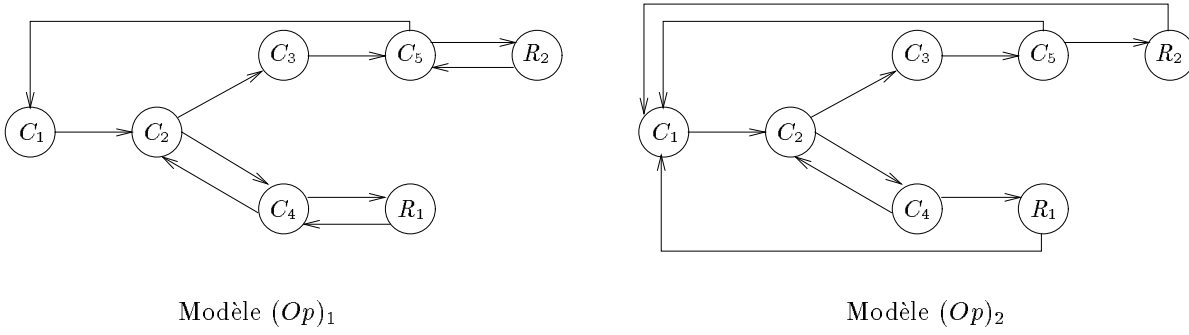 C₃ C₅ R₂ C₃ C₅ R₂
C₁ C₂ C₁ C₂
C₄ R₁ C₄ R₁
Modèle (Op)₁ Modèle (Op)₂